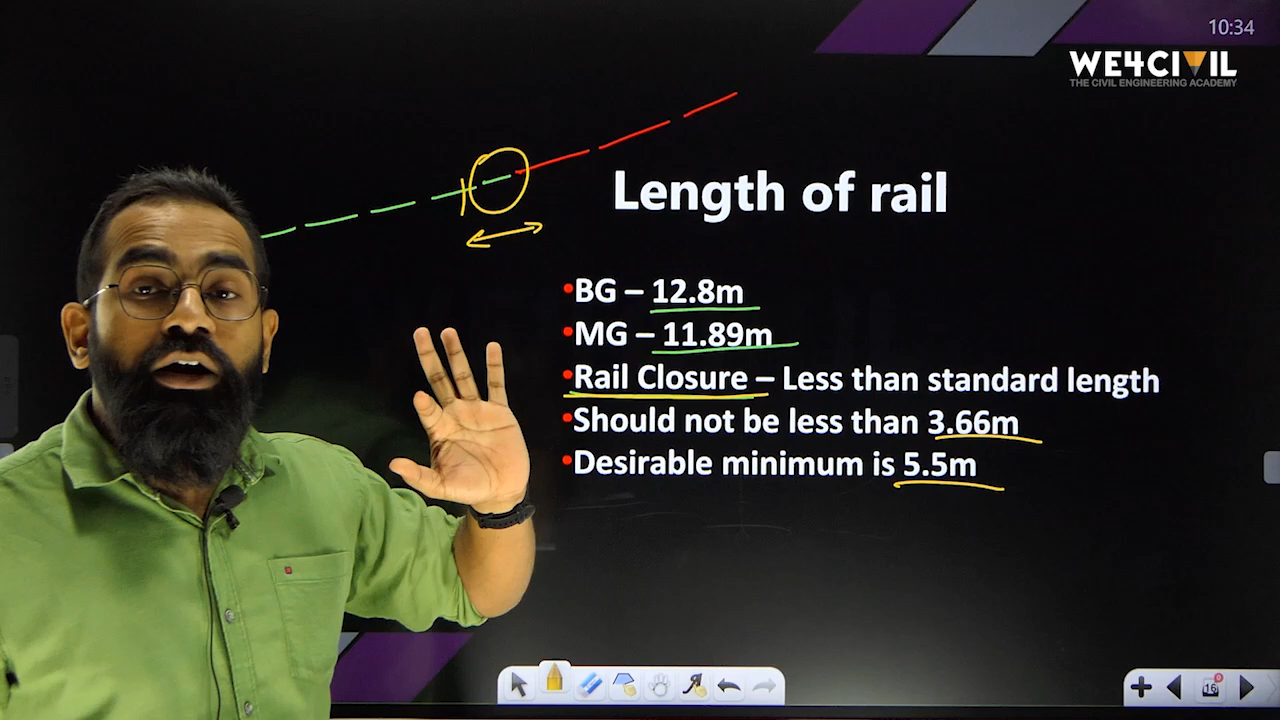 10:34
WE4CIVIL
THE CIVIL ENGINEERING ACADEMY
Length of rail
•BG – 12.8m
•MG – 11.89m
•Rail Closure – Less than standard length
•Should not be less than 3.66m
•Desirable minimum is 5.5m
16